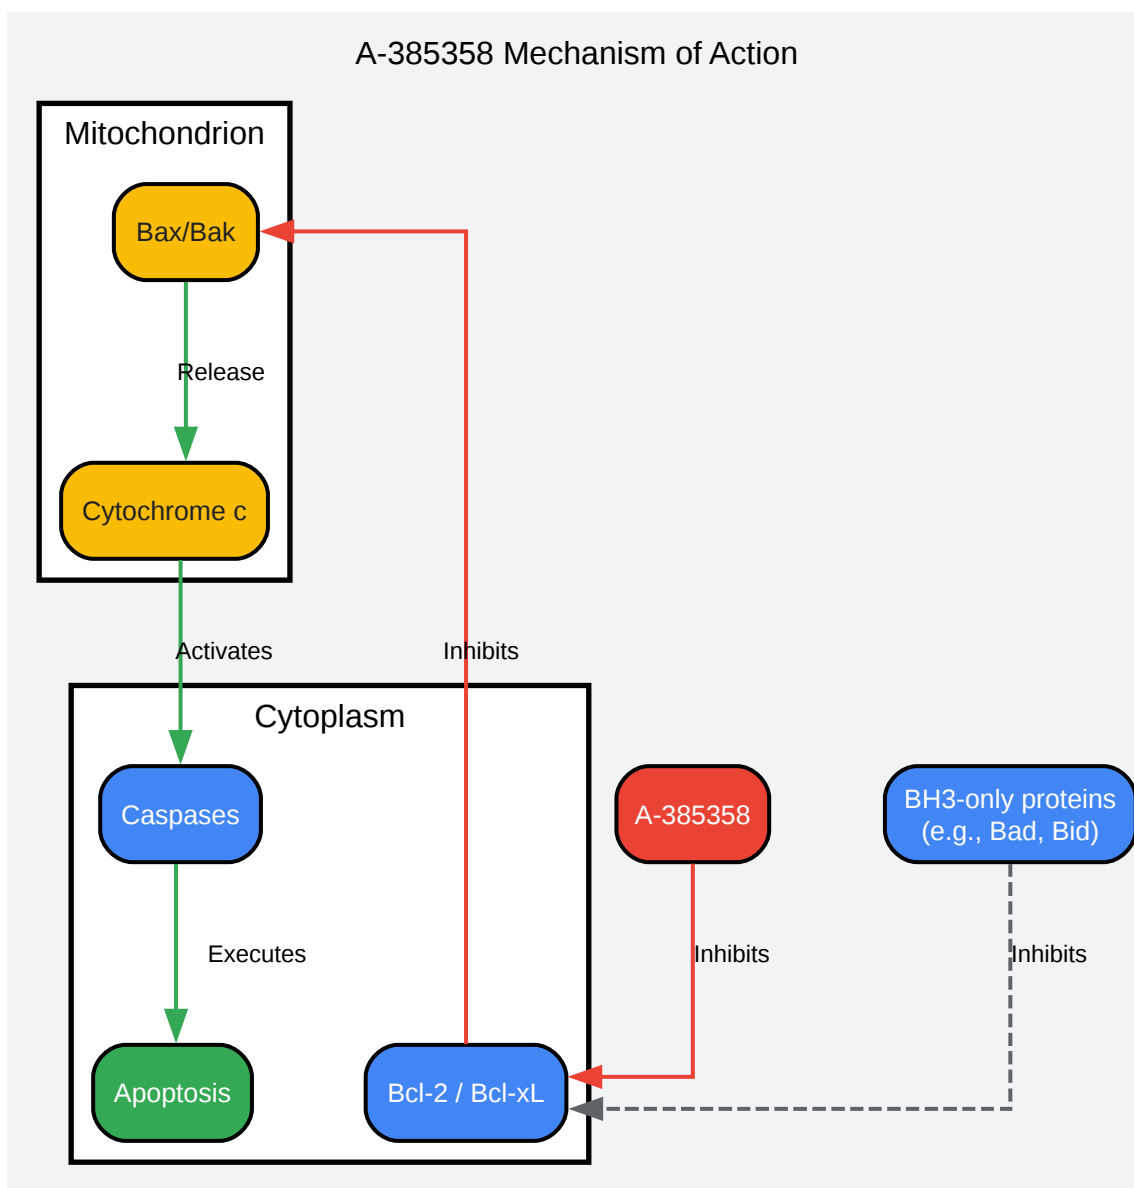 A-385358 Mechanism of Action
Mitochondrion
Bax/Bak
Release
Cytochrome c
Activates
Inhibits
Cytoplasm
Caspases
A-385358
BH3-only proteins
(e.g., Bad, Bid)
Executes
Inhibits
Inhibits
Apoptosis
Bcl-2 / Bcl-xL